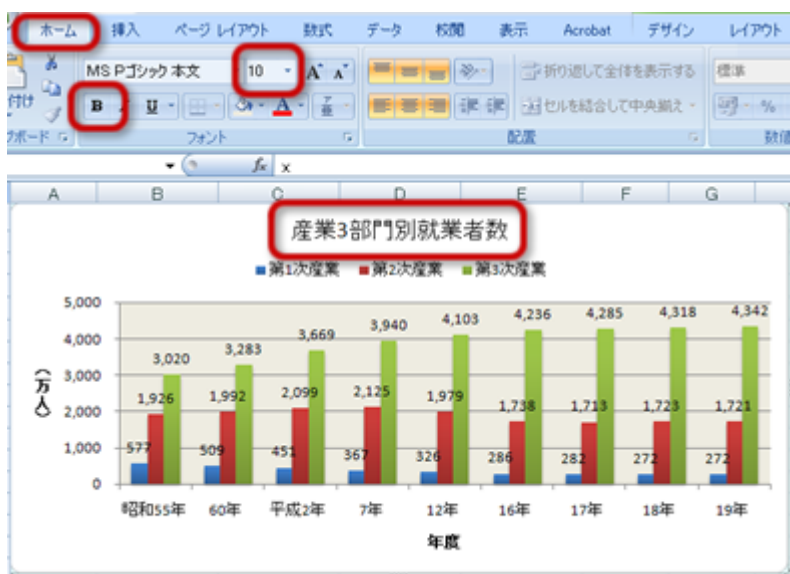 ホーム 挿入 ページ レイアウト 数式 データ 校閲 表示 Acrobat デザイン レイアウト
MS Pゴシック 本文 10 A A 折り返して全体を表示する 標準
付け B U A セルを結合して中央揃え %
フォント 配置 数値
fx x
A B C D E F G
産業3部門別就業者数
第1次産業 第2次産業 第3次産業
5,000
4,000
3,000
2,000
1,000
0
(万人)
3,020 3,283 3,669 3,940 4,103 4,236 4,285 4,318 4,342
1,926 1,992 2,099 2,125 1,979 1,738 1,713 1,723 1,721
577 509 451 367 326 286 282 272 272
昭和55年 60年 平成2年 7年 12年 16年 17年 18年 19年
年度